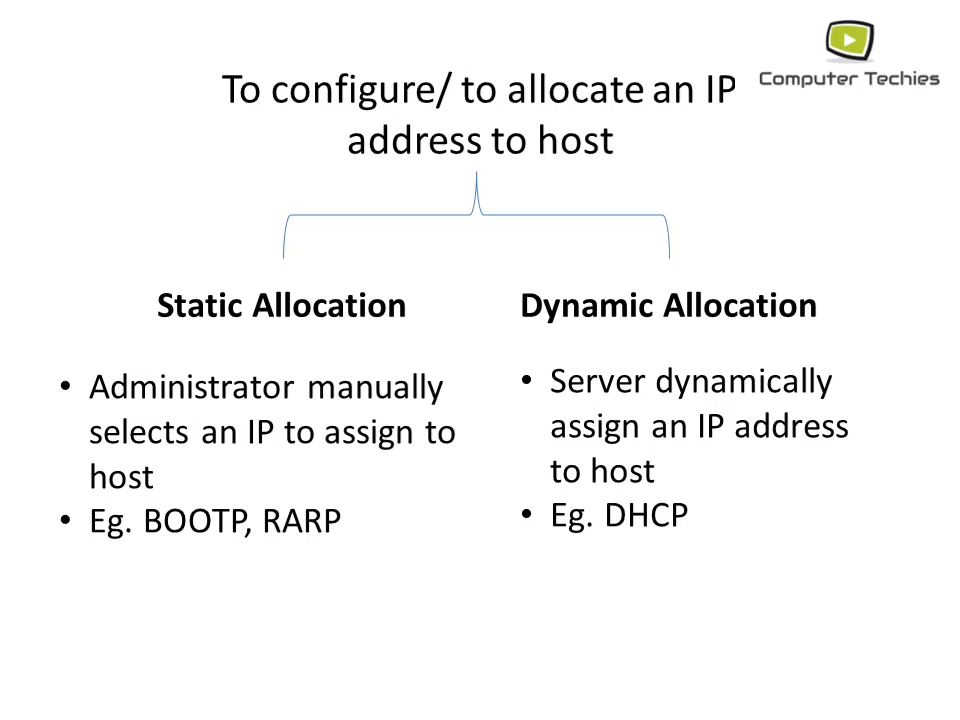 Computer Techies
To configure/ to allocate an IP
address to host
Static Allocation
• Administrator manually
selects an IP to assign to
host
• Eg. BOOTP, RARP
Dynamic Allocation
• Server dynamically
assign an IP address
to host
• Eg. DHCP